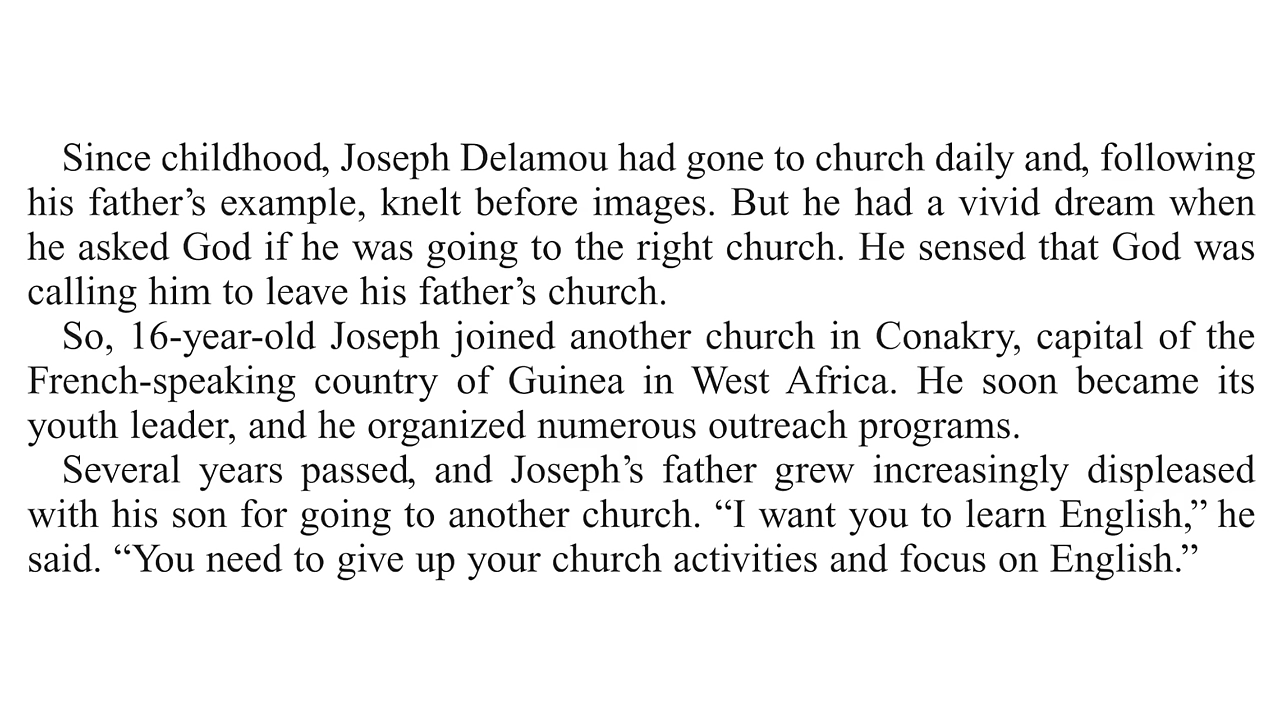 Since childhood, Joseph Delamou had gone to church daily and, following
his father’s example, knelt before images. But he had a vivid dream when
he asked God if he was going to the right church. He sensed that God was
calling him to leave his father’s church.
So, 16-year-old Joseph joined another church in Conakry, capital of the
French-speaking country of Guinea in West Africa. He soon became its
youth leader, and he organized numerous outreach programs.
Several years passed, and Joseph’s father grew increasingly displeased
with his son for going to another church. “I want you to learn English,” he
said. “You need to give up your church activities and focus on English.”